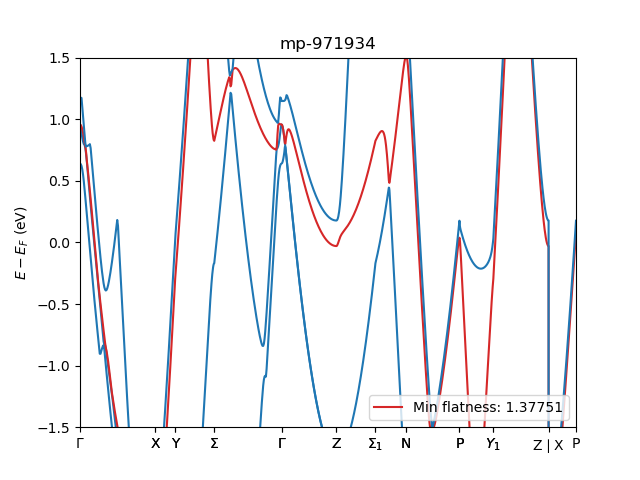 mp-971934
E − E_F (eV)
1.5
1.0
0.5
0.0
−0.5
−1.0
−1.5
Min flatness: 1.37751
Γ X Y Σ Γ Z Σ₁ N P Y₁ Z | X P